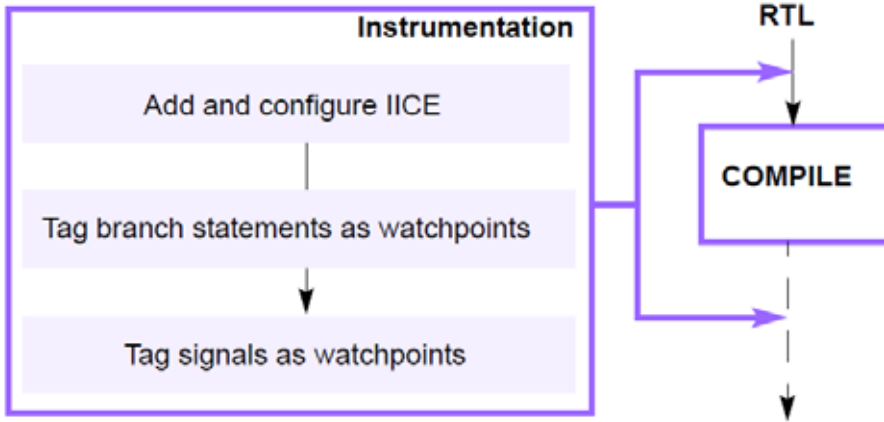 Instrumentation
Add and configure IICE
Tag branch statements as watchpoints
Tag signals as watchpoints
RTL
COMPILE